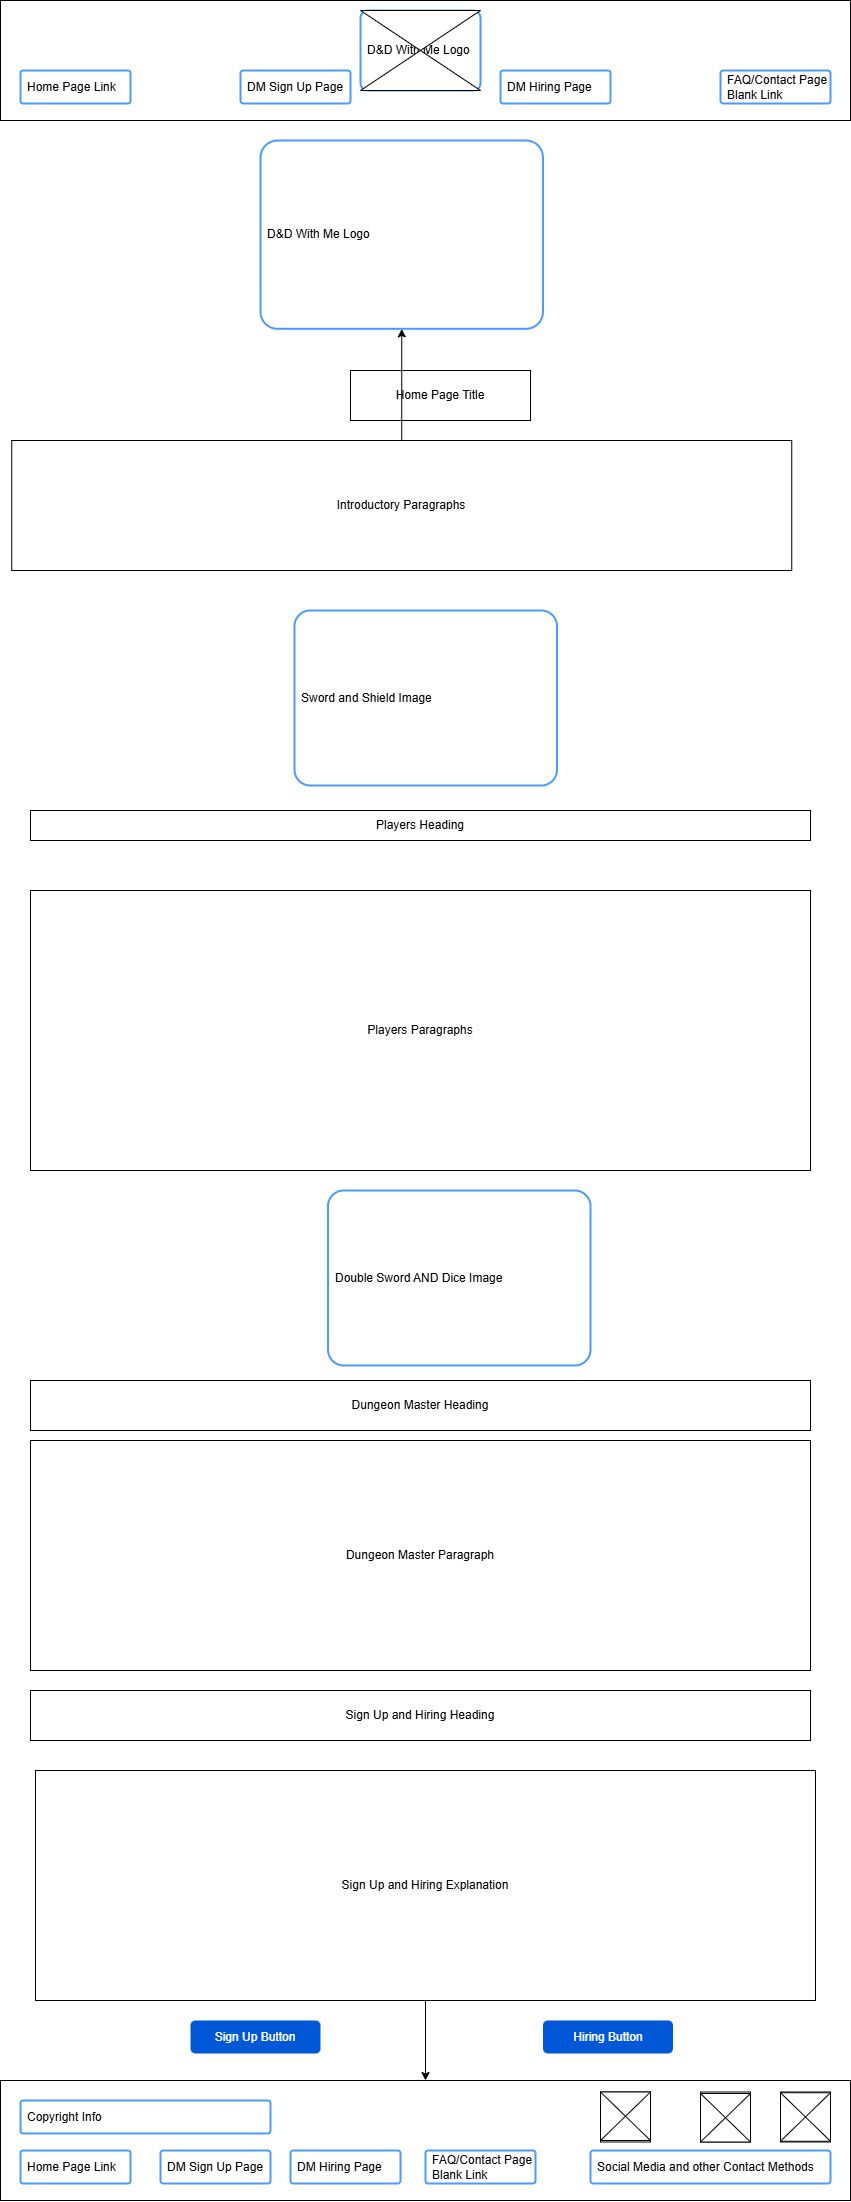 D&D With Me Logo
Home Page Link
DM Sign Up Page
DM Hiring Page
FAQ/Contact Page
Blank Link
D&D With Me Logo
Home Page Title
Introductory Paragraphs
Sword and Shield Image
Players Heading
Players Paragraphs
Double Sword AND Dice Image
Dungeon Master Heading
Dungeon Master Paragraph
Sign Up and Hiring Heading
Sign Up and Hiring Explanation
Sign Up Button
Hiring Button
Copyright Info
Home Page Link
DM Sign Up Page
DM Hiring Page
FAQ/Contact Page
Blank Link
Social Media and other Contact Methods